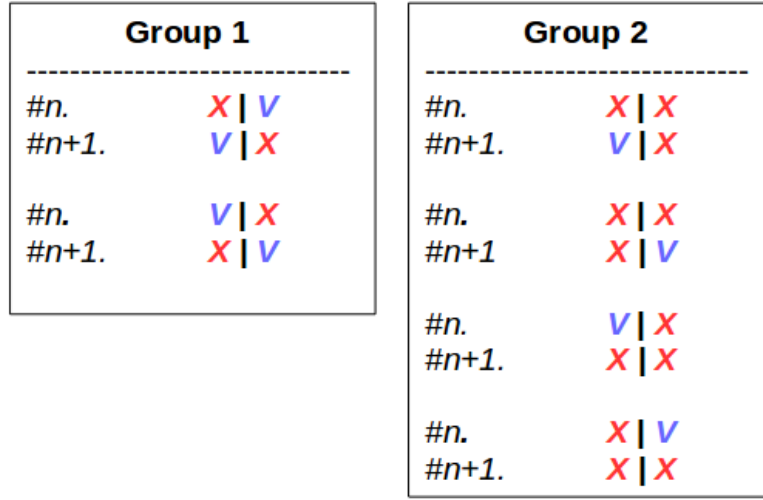 Group 1
------------------------------
#n. X | V
#n+1. V | X
#n. V | X
#n+1. X | V
Group 2
------------------------------
#n. X | X
#n+1. V | X
#n. X | X
#n+1 X | V
#n. V | X
#n+1. X | X
#n. X | V
#n+1. X | X